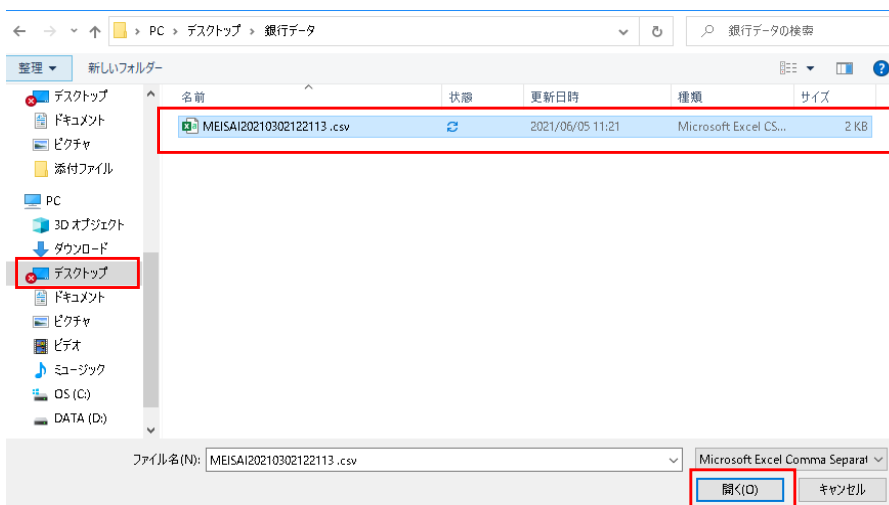 PC › デスクトップ › 銀行データ
銀行データの検索
整理 新しいフォルダー
デスクトップ
ドキュメント
ピクチャ
添付ファイル
PC
3D オブジェクト
ダウンロード
デスクトップ
ドキュメント
ピクチャ
ビデオ
ミュージック
OS (C:)
DATA (D:)
名前 状態 更新日時 種類 サイズ
MEISAI20210302122113 .csv 2021/06/05 11:21 Microsoft Excel CS... 2 KB
ファイル名(N): MEISAI20210302122113 .csv Microsoft Excel Comma Separat
開く(O) キャンセル